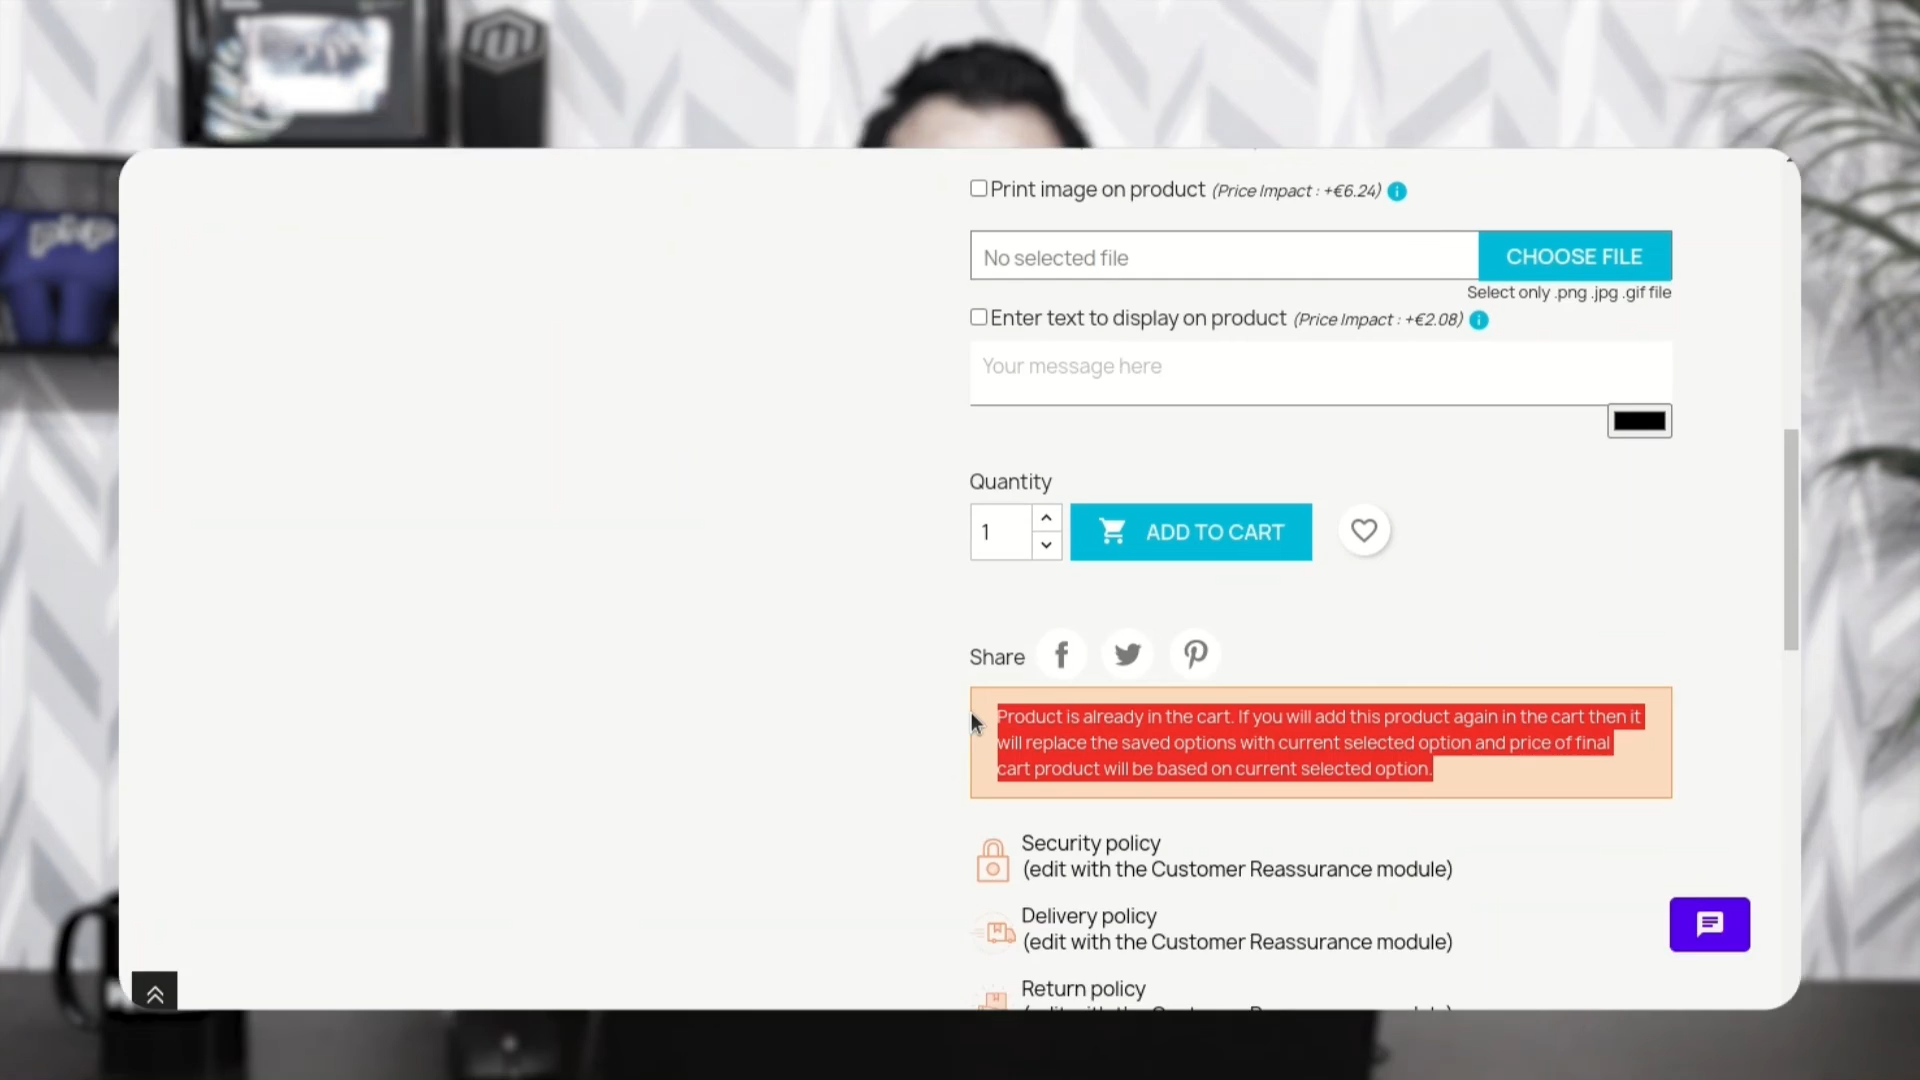 Print image on product (Price Impact : +€6.24)
No selected file
CHOOSE FILE
Select only .png .jpg .gif file
Enter text to display on product (Price Impact : +€2.08)
Your message here
Quantity
1
ADD TO CART
Share
Product is already in the cart. If you will add this product again in the cart then it
will replace the saved options with current selected option and price of final
cart product will be based on current selected option.
Security policy
(edit with the Customer Reassurance module)
Delivery policy
(edit with the Customer Reassurance module)
Return policy